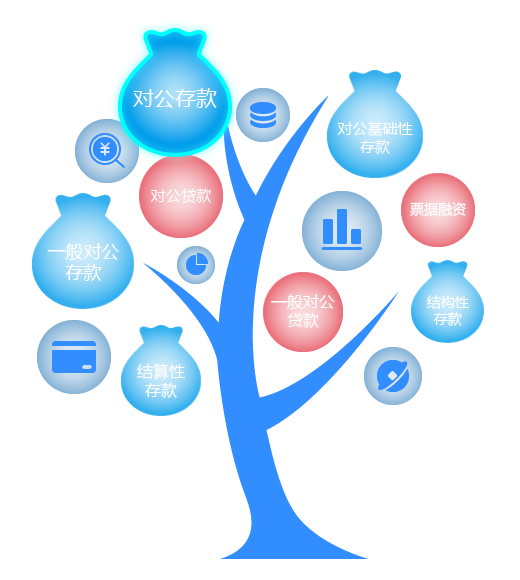 对公存款
对公基础性
存款
对公贷款
票据融资
一般对公
存款
一般对公
贷款
结构性
存款
结算性
存款